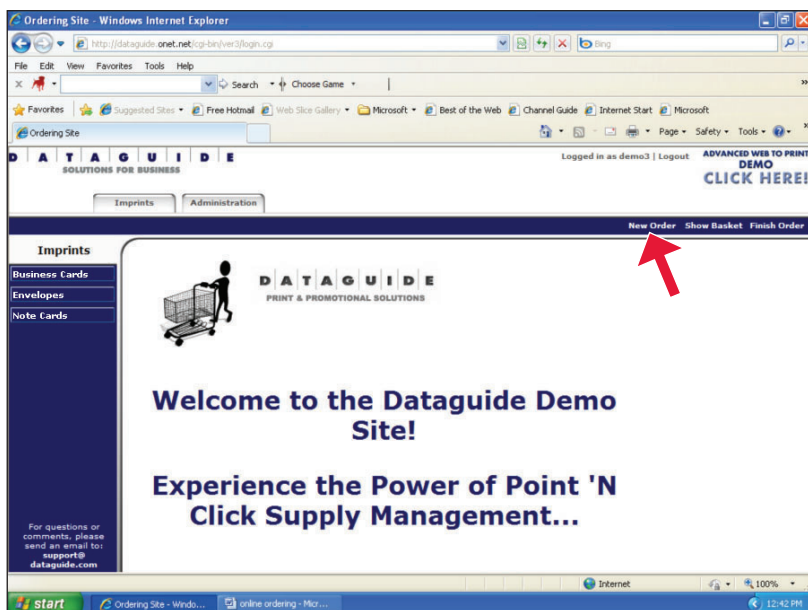 Ordering Site - Windows Internet Explorer
http://dataguide.onet.net/cgi-bin/ver3/login.cgi
Bing
File Edit View Favorites Tools Help
Search Choose Game
Favorites Suggested Sites Free Hotmail Web Slice Gallery Microsoft Best of the Web Channel Guide Internet Start Microsoft
Ordering Site
Page Safety Tools
DATAGUIDE
SOLUTIONS FOR BUSINESS
Logged in as demo3 | Logout
ADVANCED WEB TO PRINT
DEMO
CLICK HERE!
Imprints Administration
New Order Show Basket Finish Order
Imprints
Business Cards
Envelopes
Note Cards
DATAGUIDE
PRINT & PROMOTIONAL SOLUTIONS
Welcome to the Dataguide Demo
Site!
Experience the Power of Point 'N
Click Supply Management...
For questions or
comments, please
send an email to:
support@
dataguide.com
Internet 100%
start Ordering Site - Windo... online ordering - Micr... 12:42 PM